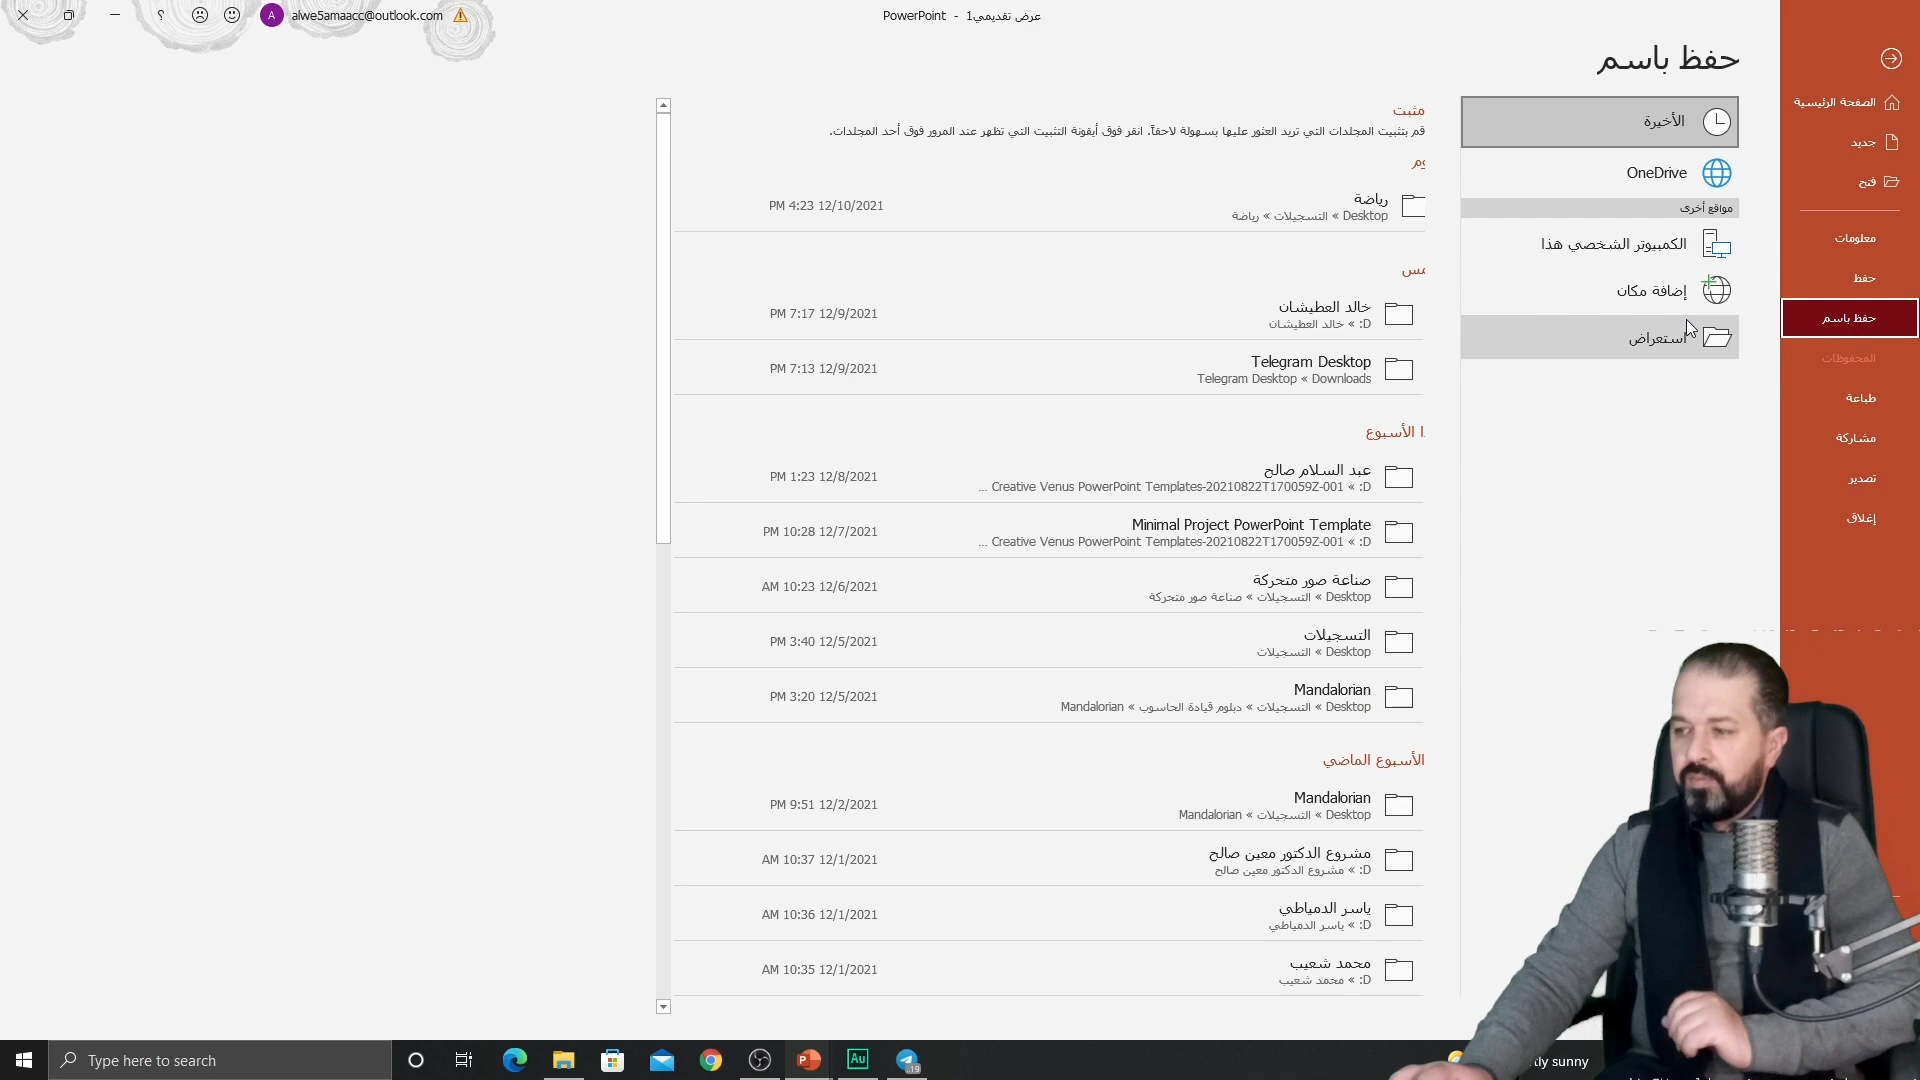 عرض تقديمي1 - PowerPoint
alwe5amaacc@outlook.com
A
؟
حفظ باسم
الصفحة الرئيسية
جديد
فتح
معلومات
حفظ
حفظ باسم
المحفوظات
طباعة
مشاركة
تصدير
إغلاق
الأخيرة
OneDrive
مواقع أخرى
الكمبيوتر الشخصي هذا
إضافة مكان
استعراض
مثبت
قم بتثبيت المجلدات التي تريد العثور عليها بسهولة لاحقاً. انقر فوق أيقونة التثبيت التي تظهر عند المرور فوق أحد المجلدات.
رياضة
Desktop » التسجيلات » رياضة
PM 4:23 12/10/2021
خالد العطيشان
D: » خالد العطيشان
PM 7:17 12/9/2021
Telegram Desktop
Telegram Desktop « Downloads
PM 7:13 12/9/2021
ا الأسبوع
عبد السلام صالح
D: » Creative Venus PowerPoint Templates-20210822T170059Z-001 ...
PM 1:23 12/8/2021
Minimal Project PowerPoint Template
D: » Creative Venus PowerPoint Templates-20210822T170059Z-001 ...
PM 10:28 12/7/2021
صناعة صور متحركة
Desktop » التسجيلات » صناعة صور متحركة
AM 10:23 12/6/2021
التسجيلات
Desktop » التسجيلات
PM 3:40 12/5/2021
Mandalorian
Desktop » التسجيلات » دبلوم قيادة الحاسوب » Mandalorian
PM 3:20 12/5/2021
الأسبوع الماضي
Mandalorian
Desktop » التسجيلات » Mandalorian
PM 9:51 12/2/2021
مشروع الدكتور معين صالح
D: » مشروع الدكتور معين صالح
AM 10:37 12/1/2021
ياسر الدمياطي
D: » ياسر الدمياطي
AM 10:36 12/1/2021
محمد شعيب
D: » محمد شعيب
AM 10:35 12/1/2021
Type here to search
Au
P
19
tly sunny